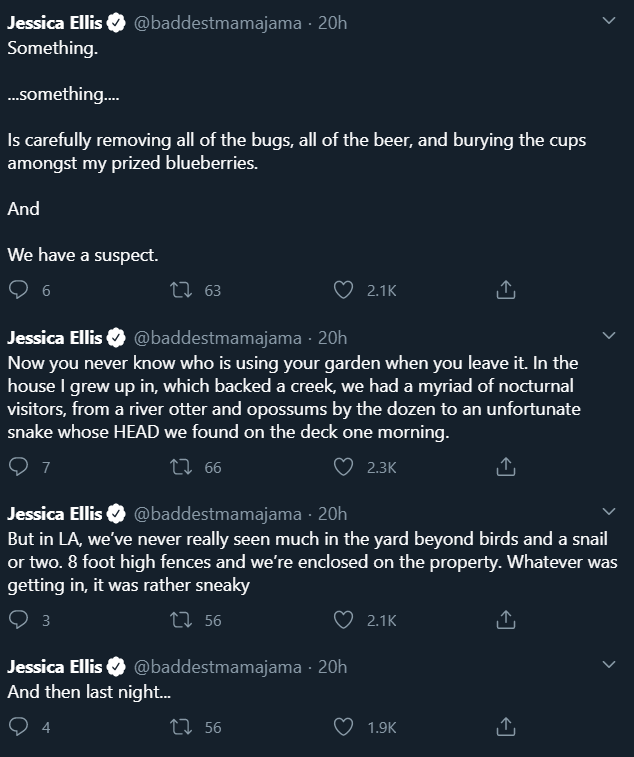 Jessica Ellis @baddestmamajama · 20h
Something.
...something....
Is carefully removing all of the bugs, all of the beer, and burying the cups
amongst my prized blueberries.
And
We have a suspect.
6 63 2.1K
Jessica Ellis @baddestmamajama · 20h
Now you never know who is using your garden when you leave it. In the
house I grew up in, which backed a creek, we had a myriad of nocturnal
visitors, from a river otter and opossums by the dozen to an unfortunate
snake whose HEAD we found on the deck one morning.
7 66 2.3K
Jessica Ellis @baddestmamajama · 20h
But in LA, we've never really seen much in the yard beyond birds and a snail
or two. 8 foot high fences and we're enclosed on the property. Whatever was
getting in, it was rather sneaky
3 56 2.1K
Jessica Ellis @baddestmamajama · 20h
And then last night...
4 56 1.9K